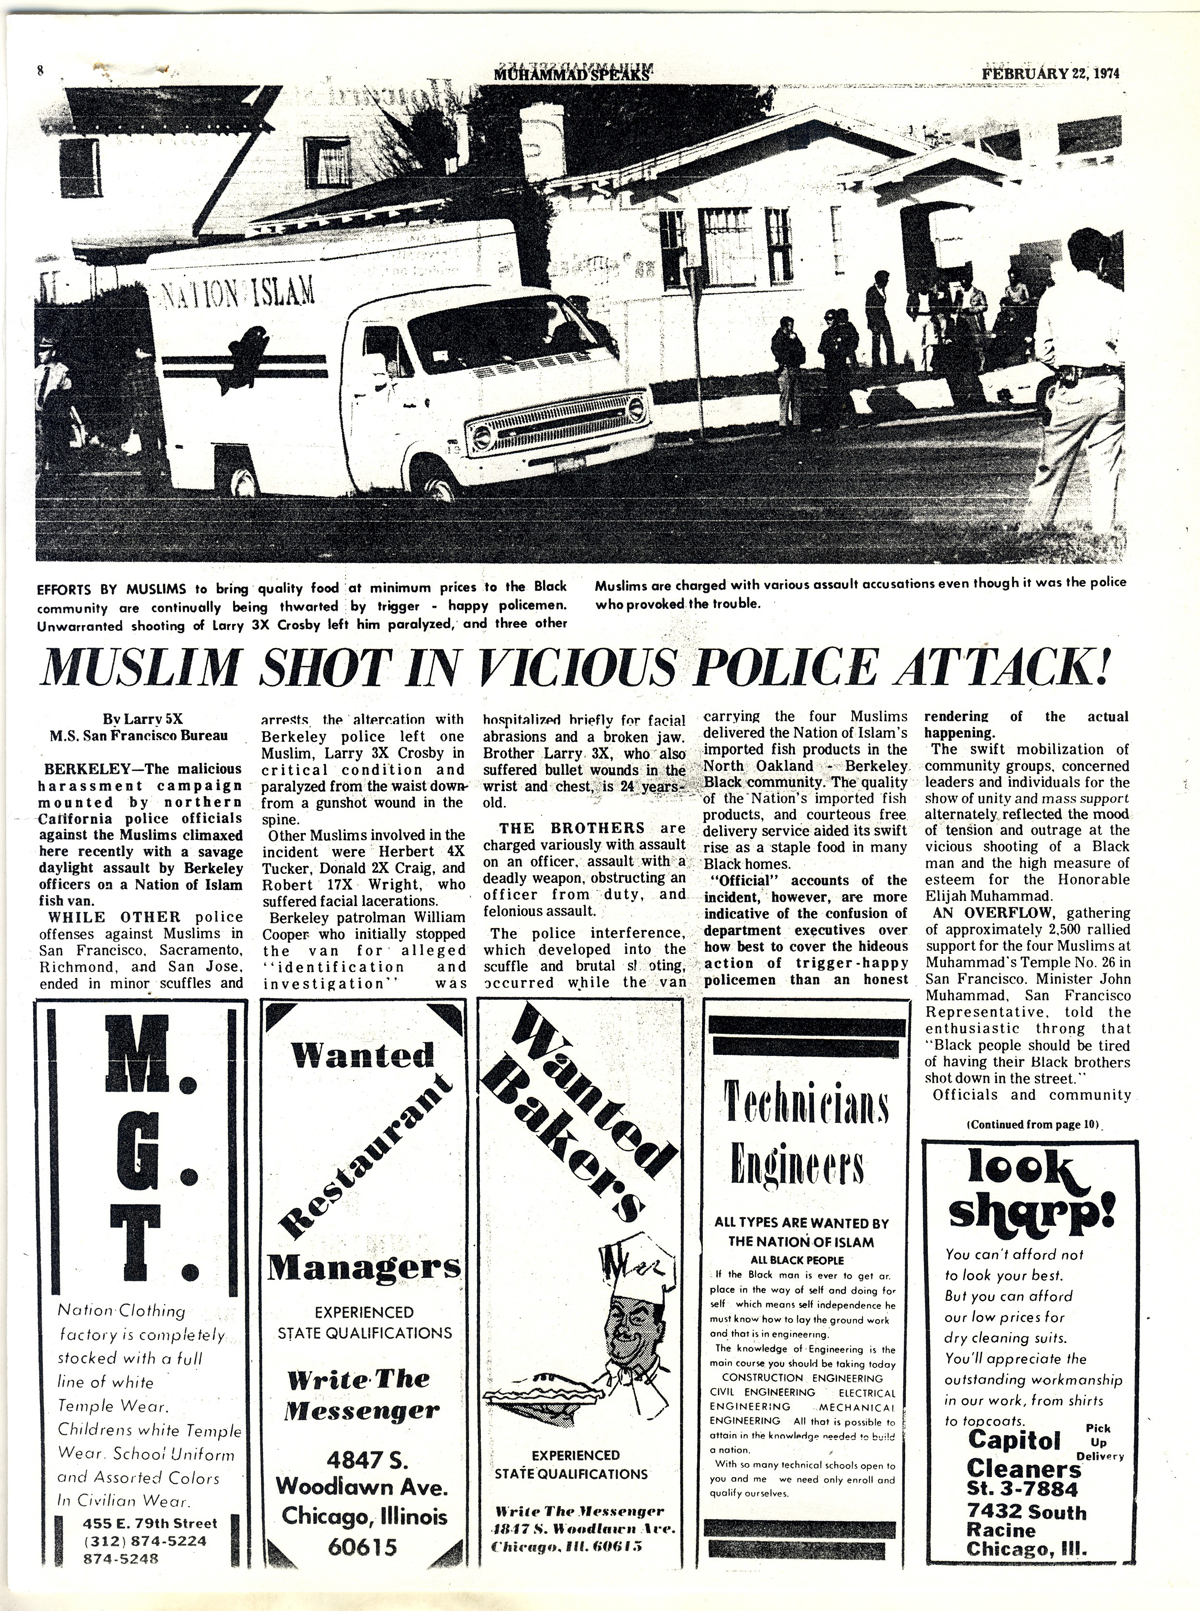 8
MUHAMMAD SPEAKS
FEBRUARY 22, 1974
NATION ISLAM
EFFORTS BY MUSLIMS to bring quality food at minimum prices to the Black
community are continually being thwarted by trigger - happy policemen.
Unwarranted shooting of Larry 3X Crosby left him paralyzed, and three other
Muslims are charged with various assault accusations even though it was the police
who provoked the trouble.
MUSLIM SHOT IN VICIOUS POLICE ATTACK!
By Larry 5X
M.S. San Francisco Bureau
BERKELEY—The malicious
harassment campaign
mounted by northern
California police officials
against the Muslims climaxed
here recently with a savage
daylight assault by Berkeley
officers on a Nation of Islam
fish van.
WHILE OTHER police
offenses against Muslims in
San Francisco, Sacramento,
Richmond, and San Jose,
ended in minor scuffles and
arrests, the altercation with
Berkeley police left one
Muslim, Larry 3X Crosby in
critical condition and
paralyzed from the waist down
from a gunshot wound in the
spine.
Other Muslims involved in the
incident were Herbert 4X
Tucker, Donald 2X Craig, and
Robert 17X Wright, who
suffered facial lacerations.
Berkeley patrolman William
Cooper who initially stopped
the van for alleged
"identification and
investigation" was
hospitalized briefly for facial
abrasions and a broken jaw.
Brother Larry 3X, who also
suffered bullet wounds in the
wrist and chest, is 24 years-
old.
THE BROTHERS are
charged variously with assault
on an officer, assault with a
deadly weapon, obstructing an
officer from duty, and
felonious assault.
The police interference,
which developed into the
scuffle and brutal sh oting,
occurred while the van
carrying the four Muslims
delivered the Nation of Islam's
imported fish products in the
North Oakland - Berkeley
Black community. The quality
of the Nation's imported fish
products, and courteous free
delivery service aided its swift
rise as a staple food in many
Black homes.
"Official" accounts of the
incident, however, are more
indicative of the confusion of
department executives over
how best to cover the hideous
action of trigger-happy
policemen than an honest
rendering of the actual
happening.
The swift mobilization of
community groups, concerned
leaders and individuals for the
show of unity and mass support
alternately reflected the mood
of tension and outrage at the
vicious shooting of a Black
man and the high measure of
esteem for the Honorable
Elijah Muhammad.
AN OVERFLOW, gathering
of approximately 2,500 rallied
support for the four Muslims at
Muhammad's Temple No. 26 in
San Francisco. Minister John
Muhammad, San Francisco
Representative, told the
enthusiastic throng that
"Black people should be tired
of having their Black brothers
shot down in the street."
Officials and community
(Continued from page 10)
M.
G.
T.
Nation Clothing
factory is completely
stocked with a full
line of white
Temple Wear.
Childrens white Temple
Wear. School Uniform
and Assorted Colors
In Civilian Wear.
455 E. 79th Street
(312) 874-5224
874-5248
Wanted
Restaurant
Managers
EXPERIENCED
STATE QUALIFICATIONS
Write The
Messenger
4847 S.
Woodlawn Ave.
Chicago, Illinois
60615
Wanted
Bakers
EXPERIENCED
STATE QUALIFICATIONS
Write The Messenger
4847 S. Woodlawn Ave.
Chicago, Ill. 60615
Technicians
Engineers
ALL TYPES ARE WANTED BY
THE NATION OF ISLAM
ALL BLACK PEOPLE
If the Black man is ever to get a
place in the way of self and doing for
self which means self independence he
must know how to lay the ground work
and that is in engineering.
The knowledge of Engineering is the
main course you should be taking today
CONSTRUCTION ENGINEERING
CIVIL ENGINEERING ELECTRICAL
ENGINEERING MECHANICAL
ENGINEERING All that is possible to
attain in the knowledge needed to build
a nation.
With so many technical schools open to
you and me we need only enroll and
qualify ourselves.
look
sharp!
You can't afford not
to look your best.
But you can afford
our low prices for
dry cleaning suits.
You'll appreciate the
outstanding workmanship
in our work, from shirts
to topcoats.
Pick
Up
Delivery
Capitol
Cleaners
St. 3-7884
7432 South
Racine
Chicago, Ill.